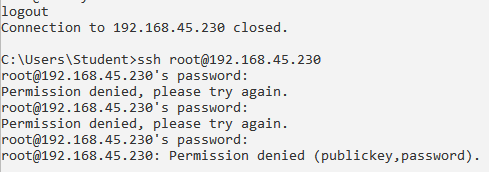 logout
Connection to 192.168.45.230 closed.
C:\Users\Student>ssh root@192.168.45.230
root@192.168.45.230's password:
Permission denied, please try again.
root@192.168.45.230's password:
Permission denied, please try again.
root@192.168.45.230's password:
root@192.168.45.230: Permission denied (publickey,password).